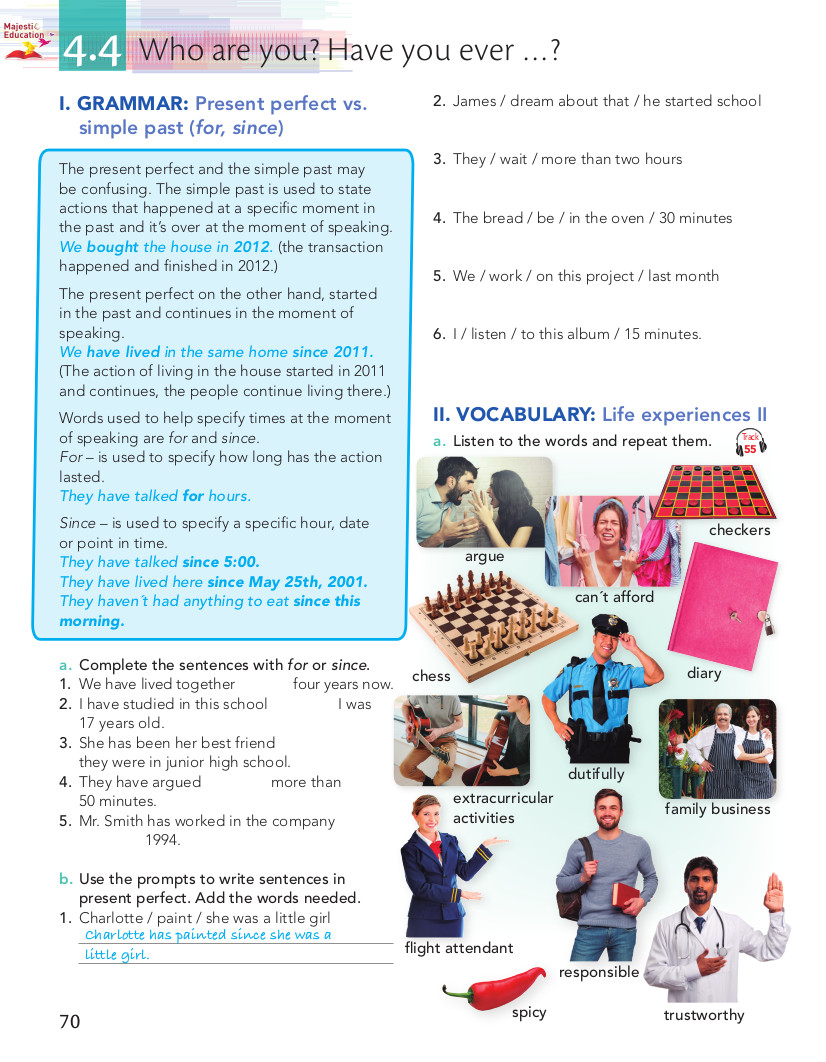 Majestic
Education
4.4 Who are you? Have you ever ...?
I. GRAMMAR: Present perfect vs.
simple past (for, since)
The present perfect and the simple past may
be confusing. The simple past is used to state
actions that happened at a specific moment in
the past and it's over at the moment of speaking.
We bought the house in 2012. (the transaction
happened and finished in 2012.)
The present perfect on the other hand, started
in the past and continues in the moment of
speaking.
We have lived in the same home since 2011.
(The action of living in the house started in 2011
and continues, the people continue living there.)
Words used to help specify times at the moment
of speaking are for and since.
For – is used to specify how long has the action
lasted.
They have talked for hours.
Since – is used to specify a specific hour, date
or point in time.
They have talked since 5:00.
They have lived here since May 25th, 2001.
They haven´t had anything to eat since this
morning.
a. Complete the sentences with for or since.
1. We have lived together four years now.
2. I have studied in this school I was
17 years old.
3. She has been her best friend
they were in junior high school.
4. They have argued more than
50 minutes.
5. Mr. Smith has worked in the company
1994.
b. Use the prompts to write sentences in
present perfect. Add the words needed.
1. Charlotte / paint / she was a little girl
Charlotte has painted since she was a
little girl.
2. James / dream about that / he started school
3. They / wait / more than two hours
4. The bread / be / in the oven / 30 minutes
5. We / work / on this project / last month
6. I / listen / to this album / 15 minutes.
II. VOCABULARY: Life experiences II
a. Listen to the words and repeat them.
Track
55
argue
can´t afford
checkers
chess
diary
dutifully
extracurricular
activities
family business
flight attendant
responsible
spicy
trustworthy
70